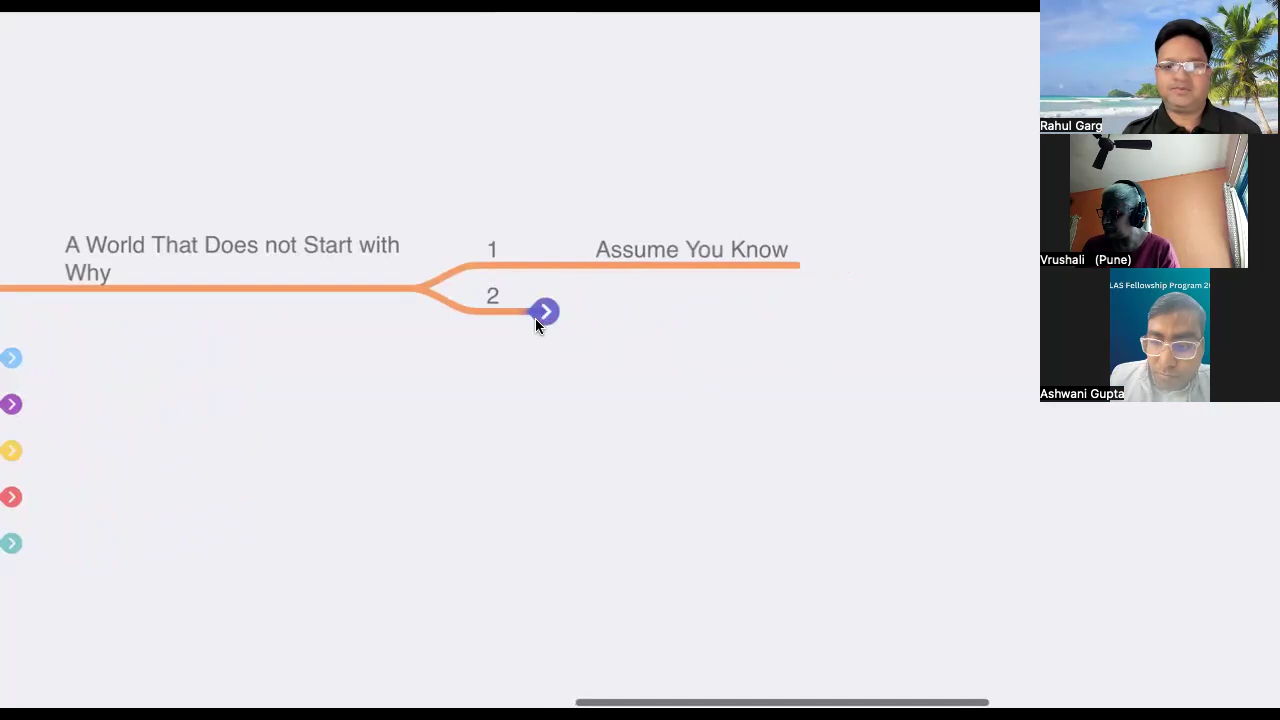 A World That Does not Start with
Why
1
Assume You Know
2
Rahul Garg
Vrushali (Pune)
LAS Fellowship Program 20
Ashwani Gupta